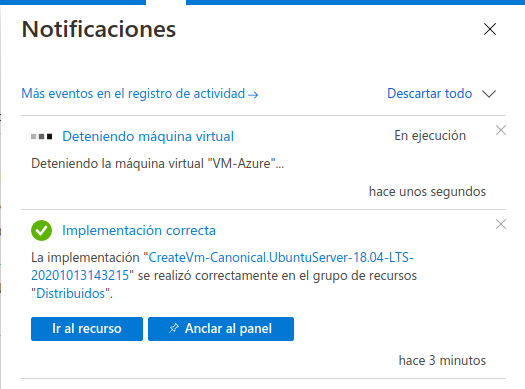 Notificaciones
Más eventos en el registro de actividad→
Descartar todo
Deteniendo máquina virtual
En ejecución
Deteniendo la máquina virtual "VM-Azure"...
hace unos segundos
Implementación correcta
La implementación "CreateVm-Canonical.UbuntuServer-18.04-LTS-
20201013143215" se realizó correctamente en el grupo de recursos
"Distribuidos".
Ir al recurso
Anclar al panel
hace 3 minutos